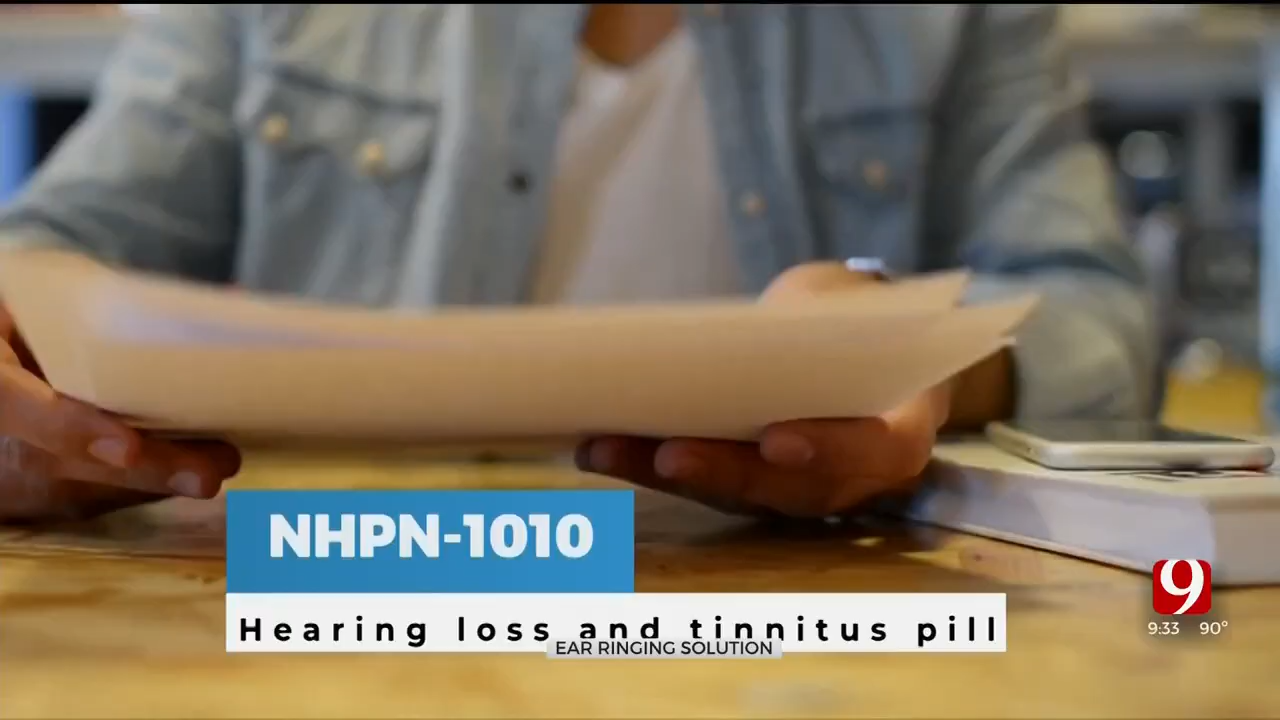 NHPN-1010
Hearing loss and tinnitus pill
EAR RINGING SOLUTION
9
9:33 90°